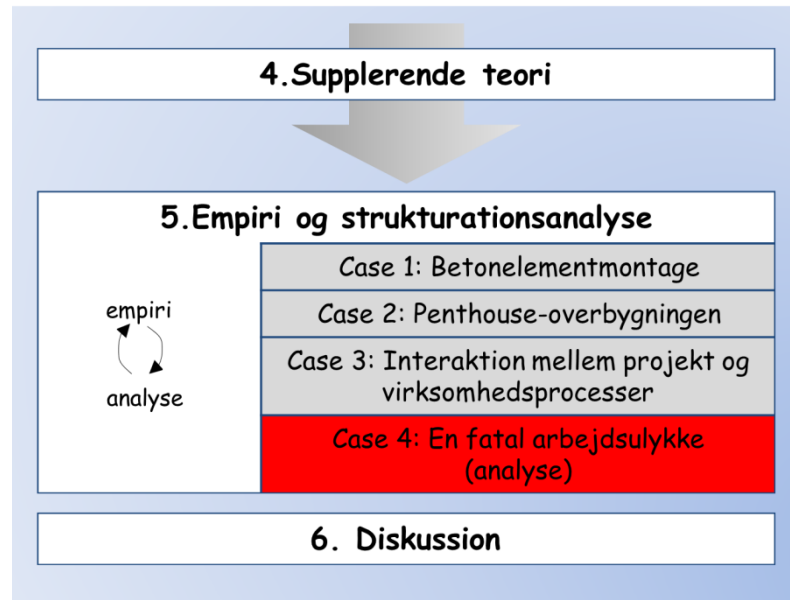 4.Supplerende teori
5.Empiri og strukturationsanalyse
Case 1: Betonelementmontage
Case 2: Penthouse-overbygningen
Case 3: Interaktion mellem projekt og
virksomhedsprocesser
Case 4: En fatal arbejdsulykke
(analyse)
empiri
analyse
6. Diskussion